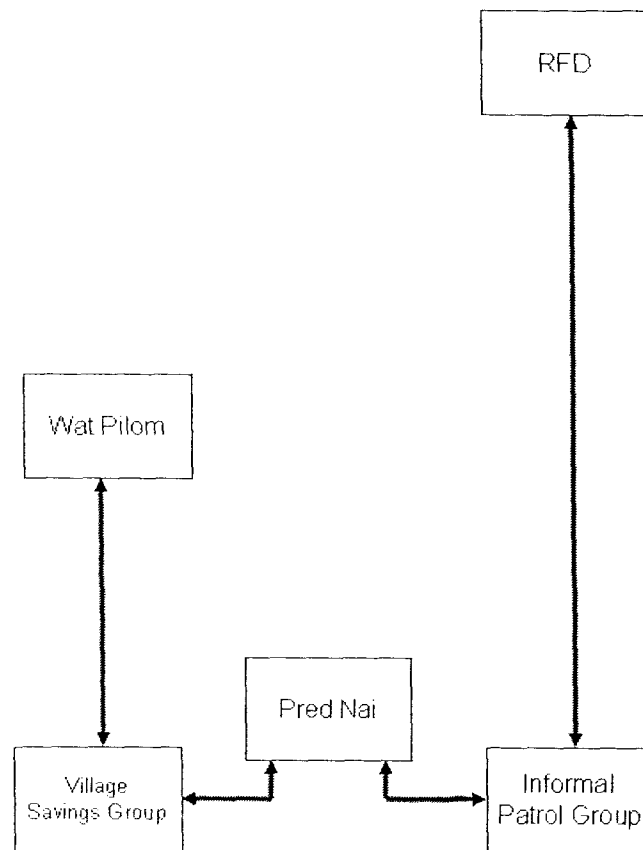 RFD
Wat Pilom
Pred Nai
Village
Savings Group
Informal
Patrol Group